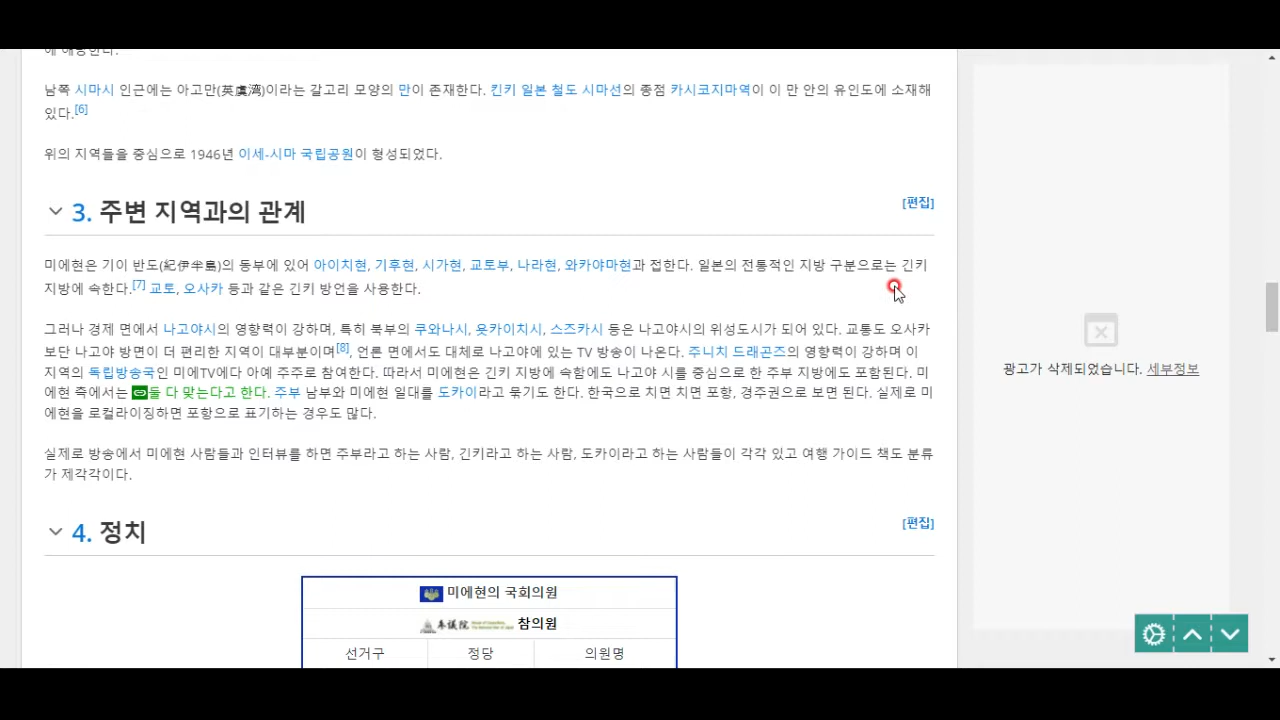 에 해당한다.
남쪽 시마시 인근에는 아고만(英虞湾)이라는 갈고리 모양의 만이 존재한다. 킨키 일본 철도 시마선의 종점 카시코지마역이 이 만 안의 유인도에 소재해
있다.[6]
위의 지역들을 중심으로 1946년 이세-시마 국립공원이 형성되었다.
3. 주변 지역과의 관계
[편집]
미에현은 기이 반도(紀伊半島)의 동부에 있어 아이치현, 기후현, 시가현, 교토부, 나라현, 와카야마현과 접한다. 일본의 전통적인 지방 구분으로는 긴키
지방에 속한다.[7] 교토, 오사카 등과 같은 긴키 방언을 사용한다.
그러나 경제 면에서 나고야시의 영향력이 강하며, 특히 북부의 쿠와나시, 욧카이치시, 스즈카시 등은 나고야시의 위성도시가 되어 있다. 교통도 오사카
보단 나고야 방면이 더 편리한 지역이 대부분이며[8], 언론 면에서도 대체로 나고야에 있는 TV 방송이 나온다. 주니치 드래곤즈의 영향력이 강하며 이
지역의 독립방송국인 미에TV에다 아예 주주로 참여한다. 따라서 미에현은 긴키 지방에 속함에도 나고야 시를 중심으로 한 주부 지방에도 포함된다. 미
에현 측에서는 둘 다 맞는다고 한다. 주부 남부와 미에현 일대를 도카이라고 묶기도 한다. 한국으로 치면 치면 포항, 경주권으로 보면 된다. 실제로 미
에현을 로컬라이징하면 포항으로 표기하는 경우도 많다.
실제로 방송에서 미에현 사람들과 인터뷰를 하면 주부라고 하는 사람, 긴키라고 하는 사람, 도카이라고 하는 사람들이 각각 있고 여행 가이드 책도 분류
가 제각각이다.
4. 정치
[편집]
미에현의 국회의원
参議院 참의원
선거구 정당 의원명
광고가 삭제되었습니다. 세부정보